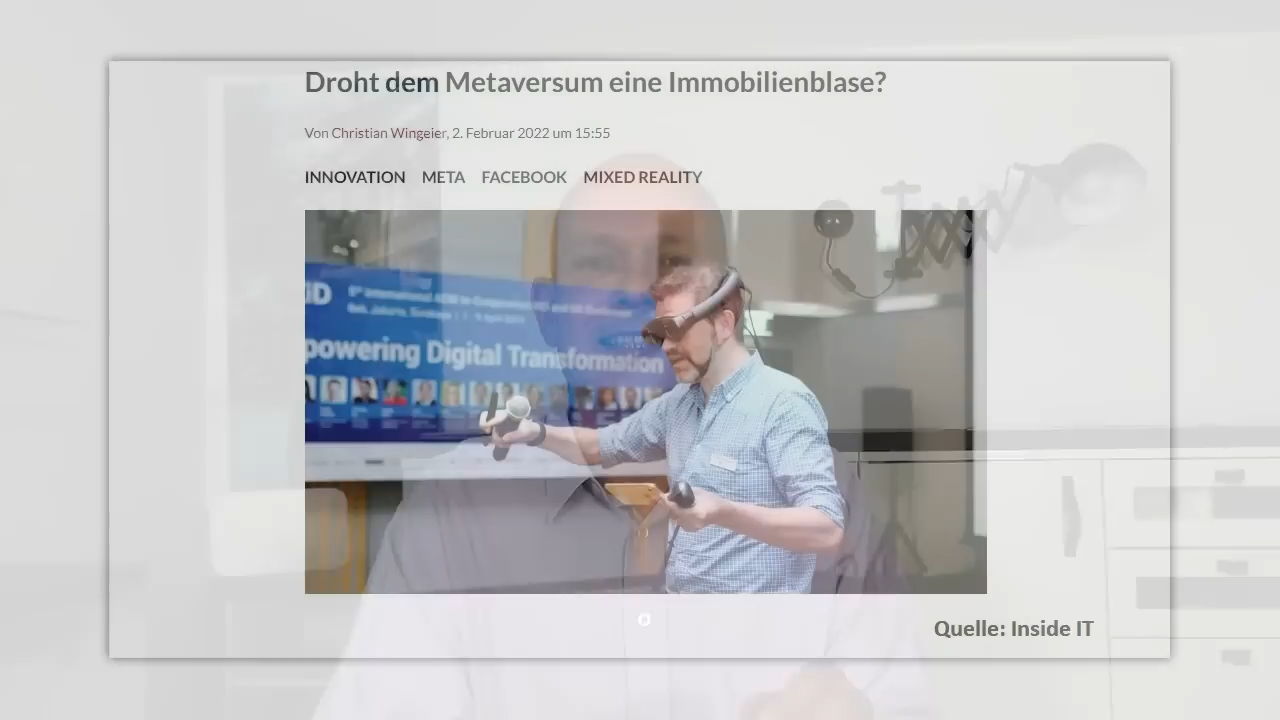 Droht dem Metaversum eine Immobilienblase?
Von Christian Wingeier, 2. Februar 2022 um 15:55
INNOVATION META FACEBOOK MIXED REALITY
powering Digital Transformation
Quelle: Inside IT